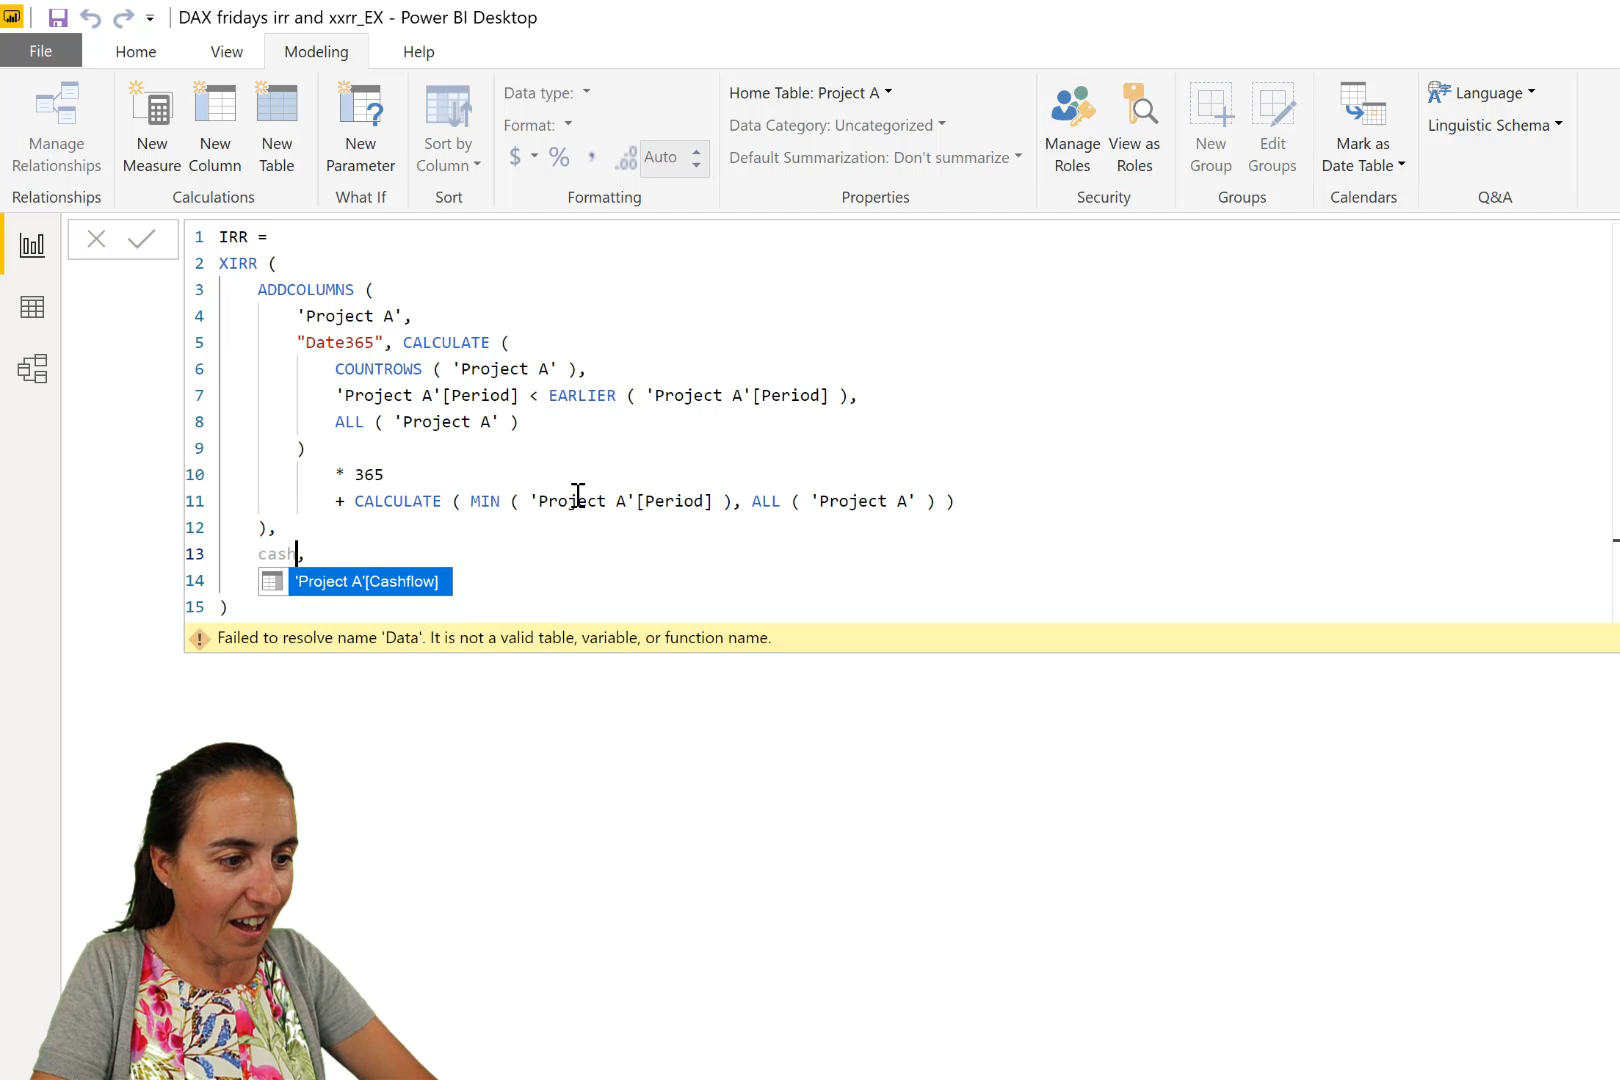 DAX fridays irr and xxrr_EX - Power BI Desktop
File Home View Modeling Help
Manage Relationships
New Measure
New Column
New Table
New Parameter
Sort by Column
Data type:
Format:
$ % , Auto
Home Table: Project A
Data Category: Uncategorized
Default Summarization: Don't summarize
Manage Roles
View as Roles
New Group
Edit Groups
Mark as Date Table
Language
Linguistic Schema
Relationships Calculations What If Sort Formatting Properties Security Groups Calendars Q&A
1 IRR =
2 XIRR (
3 ADDCOLUMNS (
4 'Project A',
5 "Date365", CALCULATE (
6 COUNTROWS ( 'Project A' ),
7 'Project A'[Period] < EARLIER ( 'Project A'[Period] ),
8 ALL ( 'Project A' )
9 )
10 * 365
11 + CALCULATE ( MIN ( 'Project A'[Period] ), ALL ( 'Project A' ) )
12 ),
13 cash,
14 'Project A'[Cashflow]
15 )
Failed to resolve name 'Data'. It is not a valid table, variable, or function name.